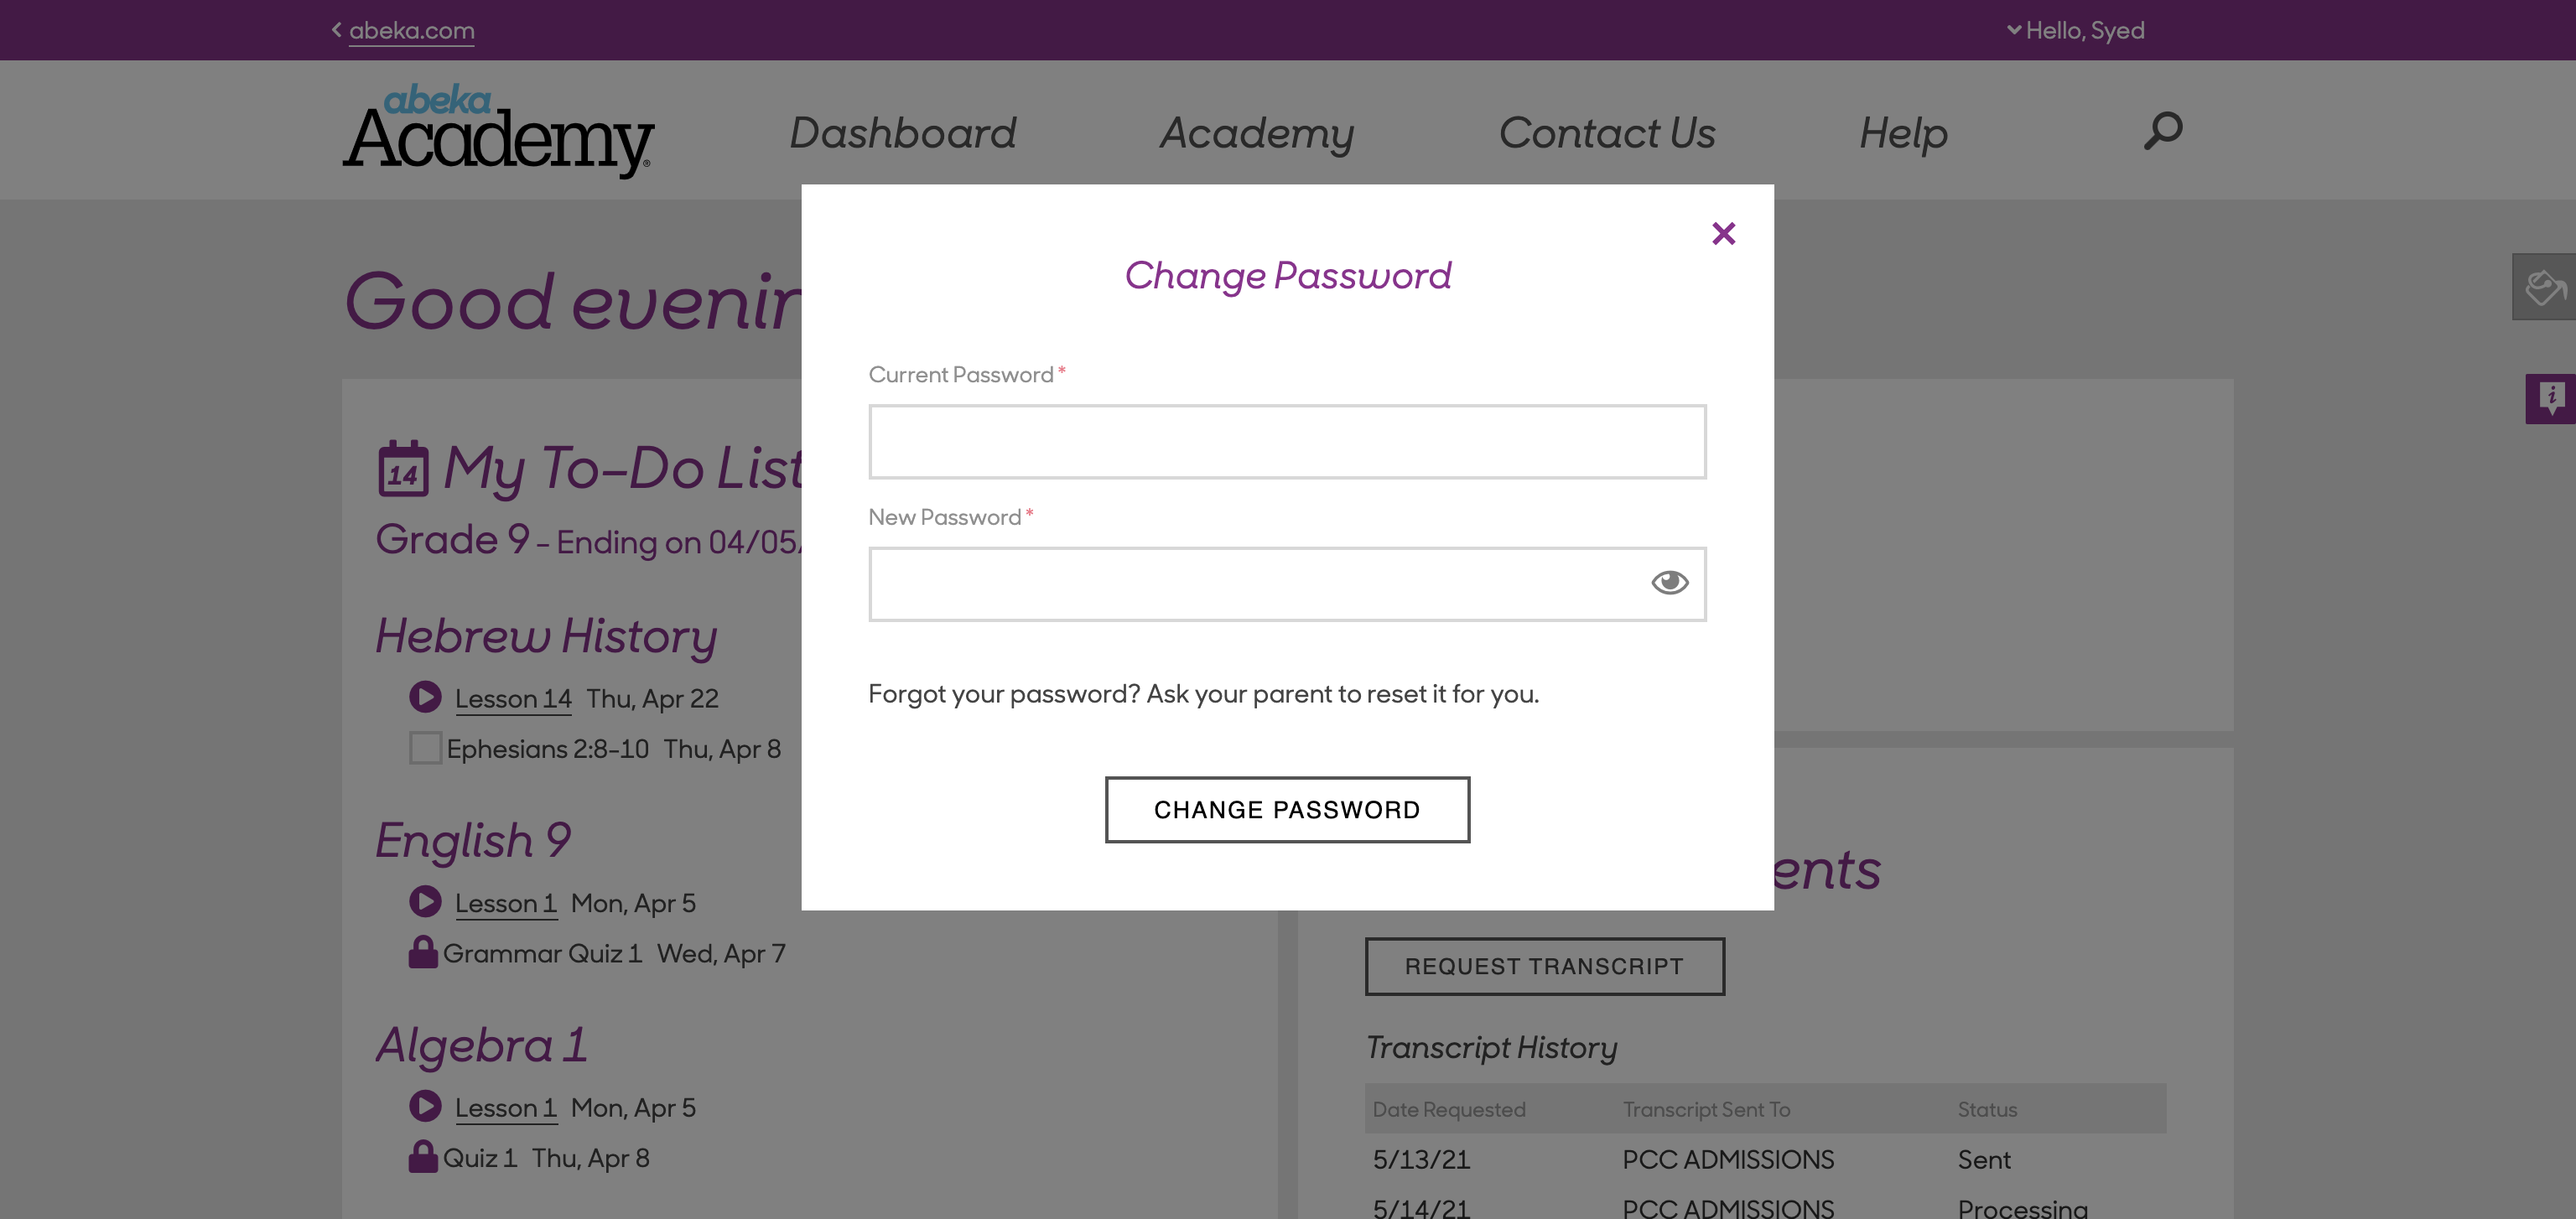 abeka.com
Hello, Syed
abeka
Academy®
Dashboard
Academy
Contact Us
Help
Change Password
Current Password *
New Password *
Forgot your password? Ask your parent to reset it for you.
CHANGE PASSWORD
Good
14 My To-Do List
Grade 9 - Ending on 04/05
Hebrew History
Lesson 14 Thu, Apr 22
Ephesians 2:8-10 Thu, Apr 8
English 9
Lesson 1 Mon, Apr 5
Grammar Quiz 1 Wed, Apr 7
Algebra 1
Lesson 1 Mon, Apr 5
Quiz 1 Thu, Apr 8
REQUEST TRANSCRIPT
Transcript History
Date Requested Transcript Sent To Status
5/13/21 PCC ADMISSIONS Sent
5/14/21 PCC ADMISSIONS Processing